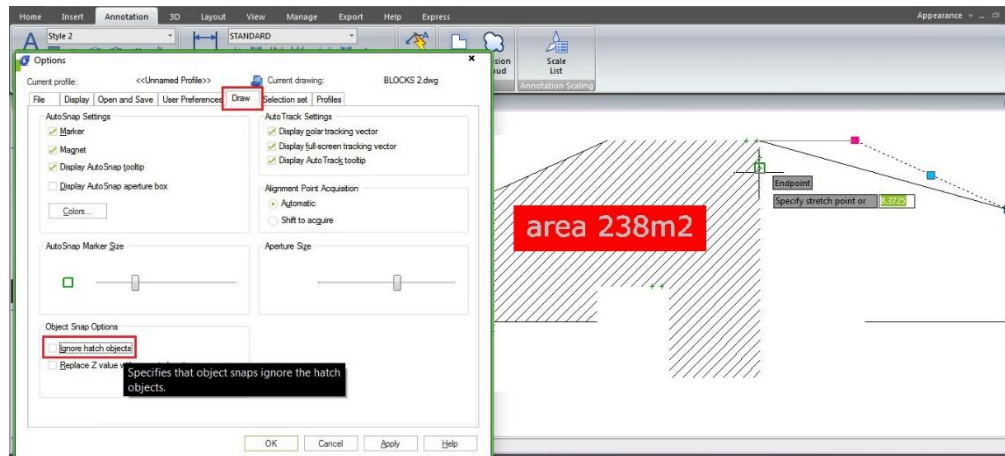 Home Insert Annotation 3D Layout View Manage Export Help Express Appearance
Style 2 STANDARD
Scale
List
Annotation Scaling
Options
Current profile: <<Unnamed Profile>> Current drawing: BLOCKS 2.dwg
File Display Open and Save User Preferences Draw Selection set Profiles
AutoSnap Settings
Marker
Magnet
Display AutoSnap tooltip
Display AutoSnap aperture box
Colors...
AutoTrack Settings
Display polar tracking vector
Display full-screen tracking vector
Display AutoTrack tooltip
Alignment Point Acquisition
Automatic
Shift to acquire
AutoSnap Marker Size
Aperture Size
Object Snap Options
Ignore hatch objects
Replace Z value
Specifies that object snaps ignore the hatch
objects.
OK Cancel Apply Help
area 238m2
Endpoint
Specify stretch point or 8.3725